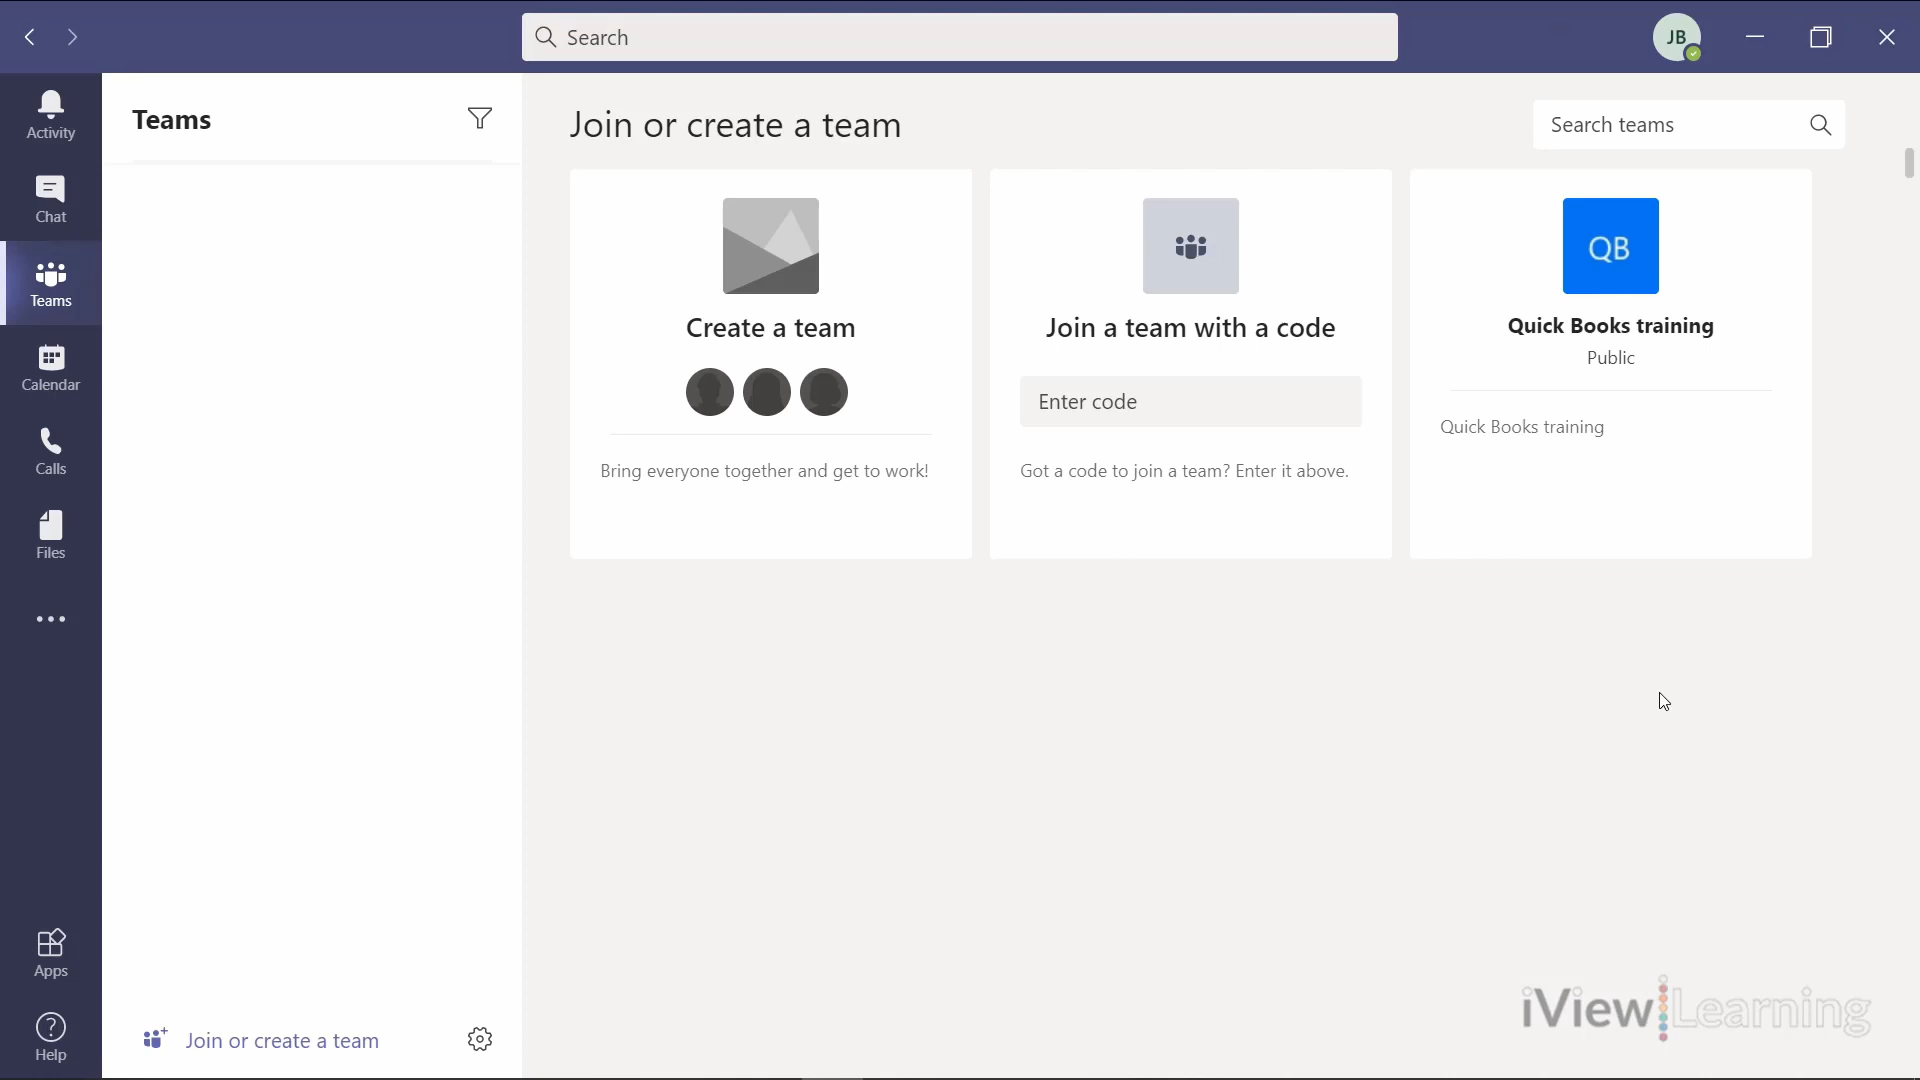 Search
JB
Activity
Chat
Teams
Calendar
Calls
Files
Apps
Help
Teams
Join or create a team
Join or create a team
Search teams
Create a team
Bring everyone together and get to work!
Join a team with a code
Enter code
Got a code to join a team? Enter it above.
QB
Quick Books training
Public
Quick Books training
iView Learning